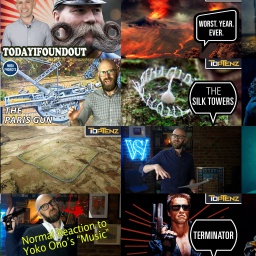 TODAYIFOUNDOUT
WORST. YEAR.
EVER.
THE
PARIS GUN
THE
SILK TOWERS
TOPTENZ
W
TOPTENZ
Normal Reaction to
Yoko Ono's "Music"
TOPTENZ
TERMINATOR